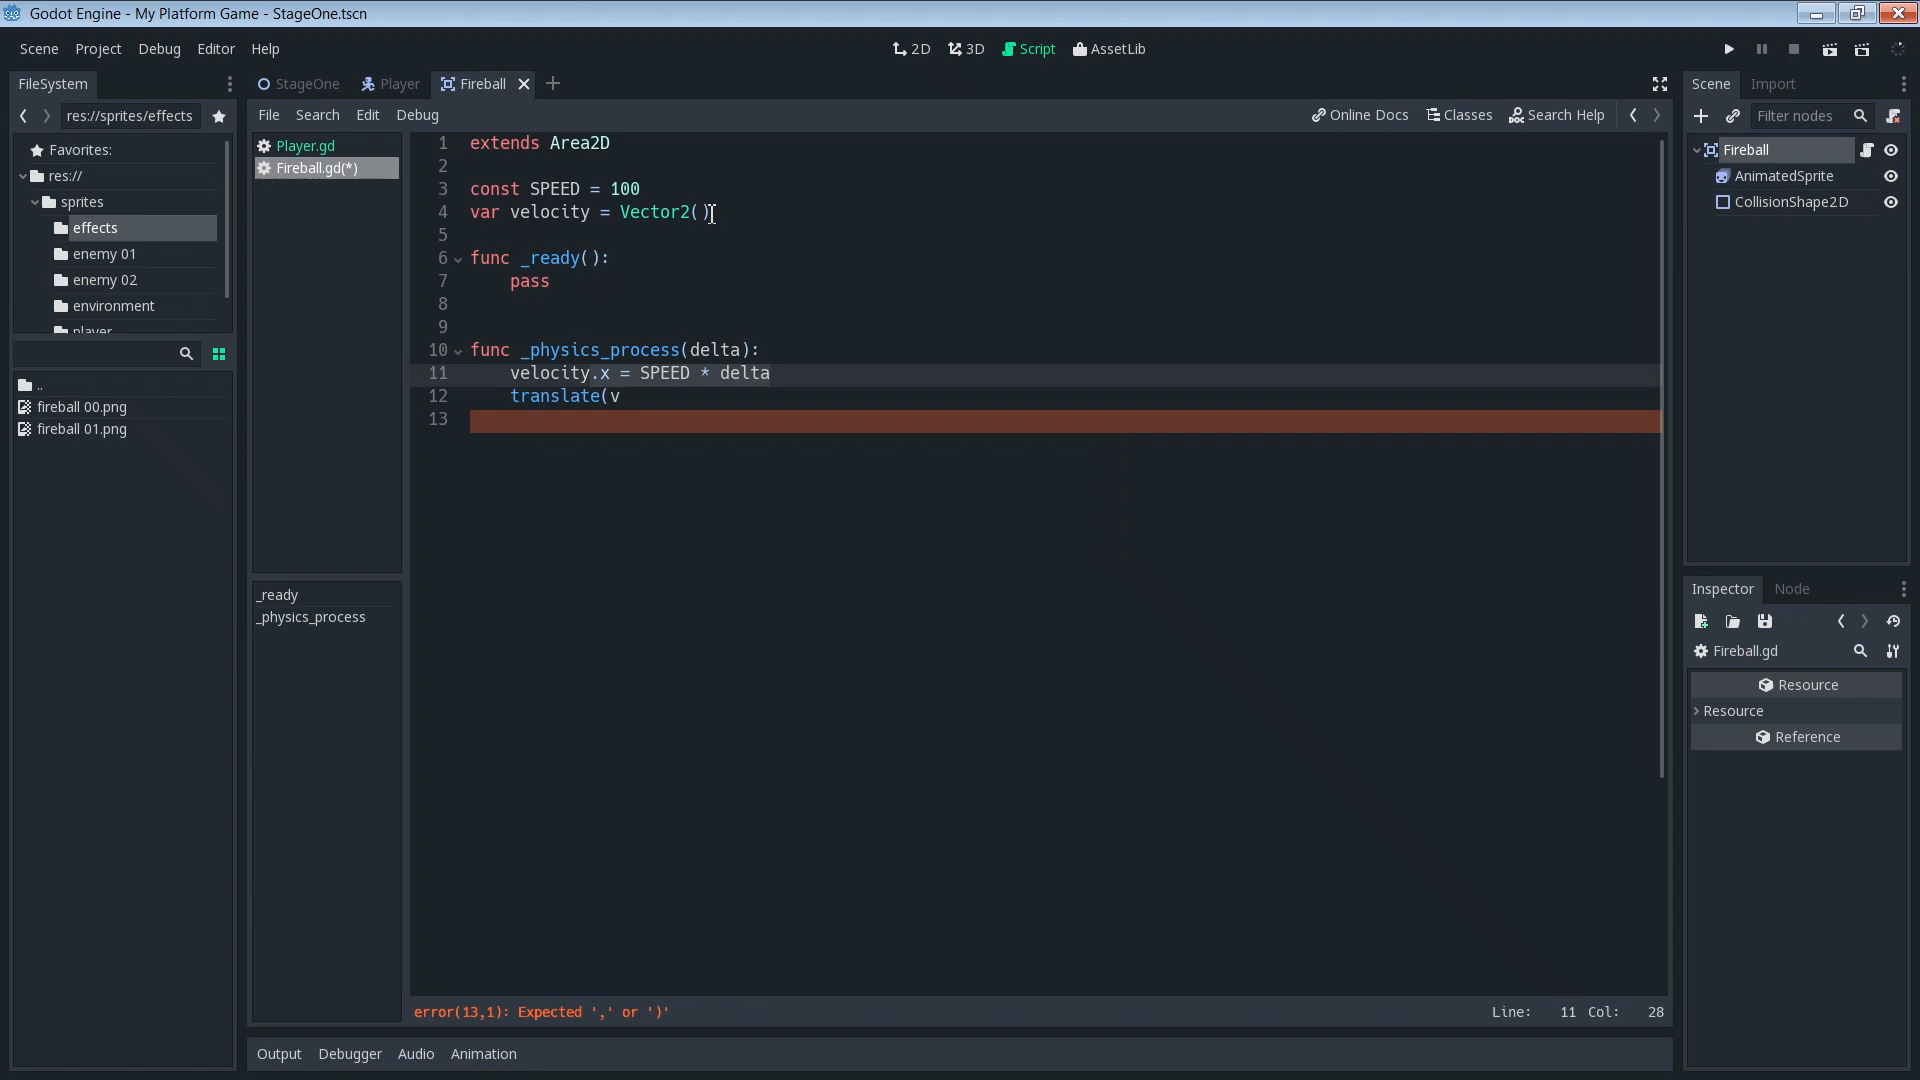 Godot Engine - My Platform Game - StageOne.tscn
Scene Project Debug Editor Help
2D 3D Script AssetLib
FileSystem
StageOne Player Fireball
Scene Import
res://sprites/effects
File Search Edit Debug
Online Docs Classes Search Help
Filter nodes
Favorites:
res://
sprites
effects
enemy 01
enemy 02
environment
player
..
fireball 00.png
fireball 01.png
Player.gd
Fireball.gd(*)
_ready
_physics_process
1 extends Area2D
2
3 const SPEED = 100
4 var velocity = Vector2()
5
6 func _ready():
7 pass
8
9
10 func _physics_process(delta):
11 velocity.x = SPEED * delta
12 translate(v
13
error(13,1): Expected ',' or ')'
Line: 11 Col: 28
Output Debugger Audio Animation
Fireball
AnimatedSprite
CollisionShape2D
Inspector Node
Fireball.gd
Resource
Resource
Reference